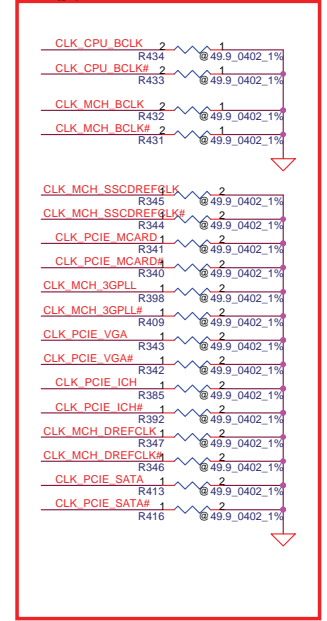 CLK_CPU_BCLK 2 1
R434 @ 49.9_0402_1%
CLK_CPU_BCLK# 2 1
R433 @ 49.9_0402_1%
CLK_MCH_BCLK 2 1
R432 @ 49.9_0402_1%
CLK_MCH_BCLK# 2 1
R431 @ 49.9_0402_1%
CLK_MCH_SSCDREFCLK 1 2
R345 @ 49.9_0402_1%
CLK_MCH_SSCDREFCLK# 1 2
R344 @ 49.9_0402_1%
CLK_PCIE_MCARD 1 2
R341 @ 49.9_0402_1%
CLK_PCIE_MCARD# 1 2
R340 @ 49.9_0402_1%
CLK_MCH_3GPLL 1 2
R398 @ 49.9_0402_1%
CLK_MCH_3GPLL# 1 2
R409 @ 49.9_0402_1%
CLK_PCIE_VGA 1 2
R343 @ 49.9_0402_1%
CLK_PCIE_VGA# 1 2
R342 @ 49.9_0402_1%
CLK_PCIE_ICH 1 2
R385 @ 49.9_0402_1%
CLK_PCIE_ICH# 1 2
R392 @ 49.9_0402_1%
CLK_MCH_DREFCLK 1 2
R347 @ 49.9_0402_1%
CLK_MCH_DREFCLK# 1 2
R346 @ 49.9_0402_1%
CLK_PCIE_SATA 1 2
R413 @ 49.9_0402_1%
CLK_PCIE_SATA# 1 2
R416 @ 49.9_0402_1%